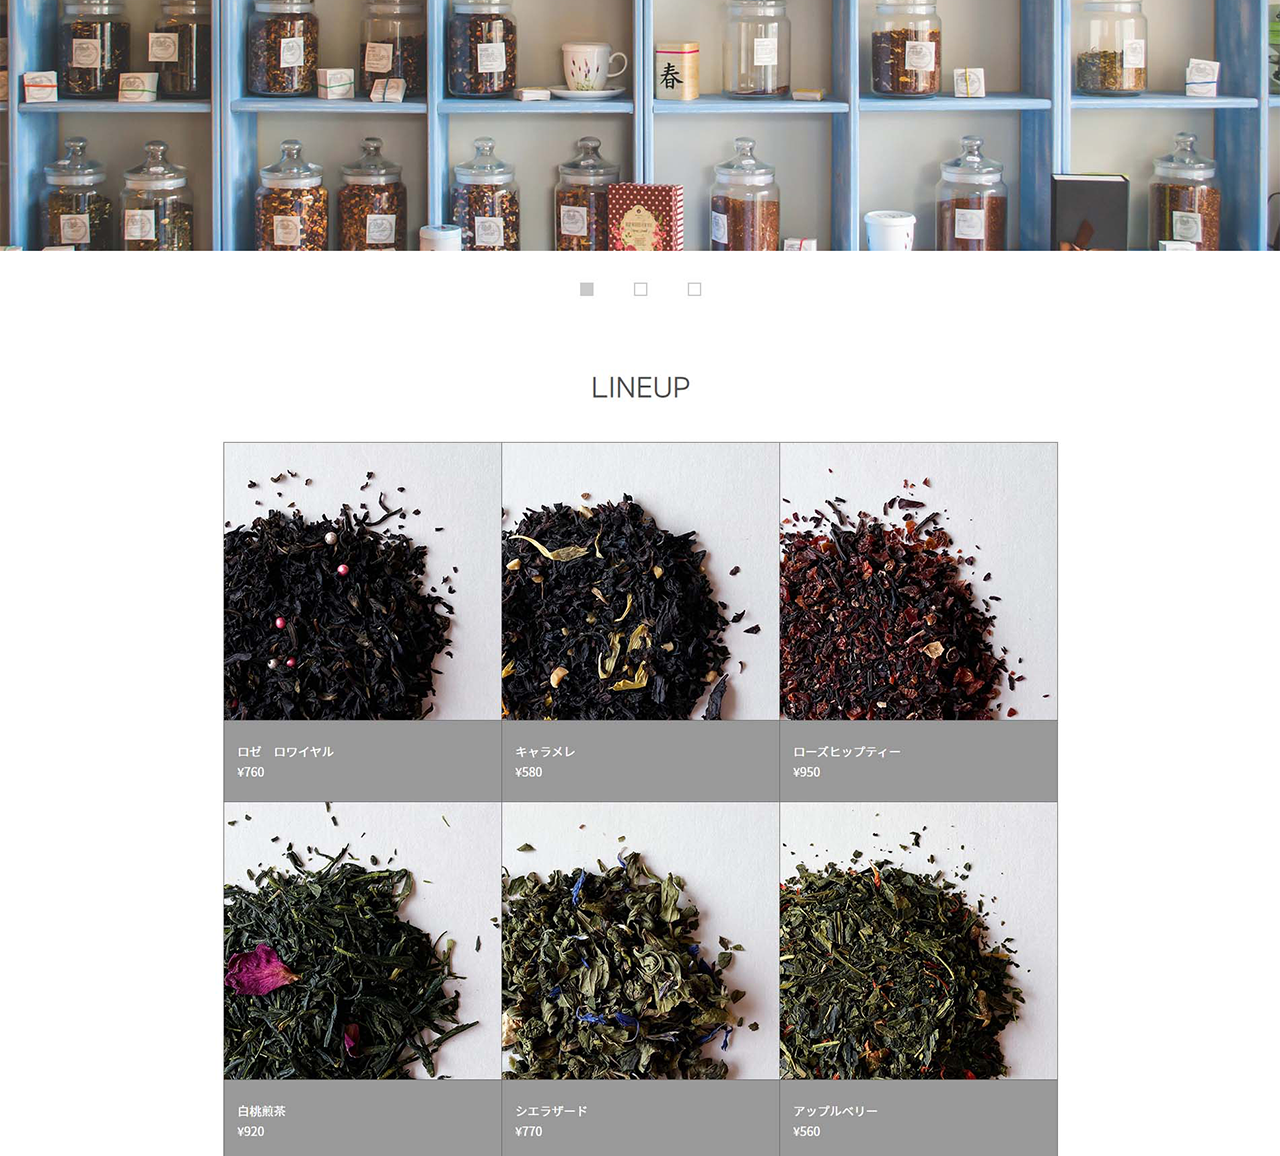 春
LINEUP
ロゼ　ロワイヤル
¥760
キャラメレ
¥580
ローズヒップティー
¥950
白桃煎茶
¥920
シエラザード
¥770
アップルベリー
¥560